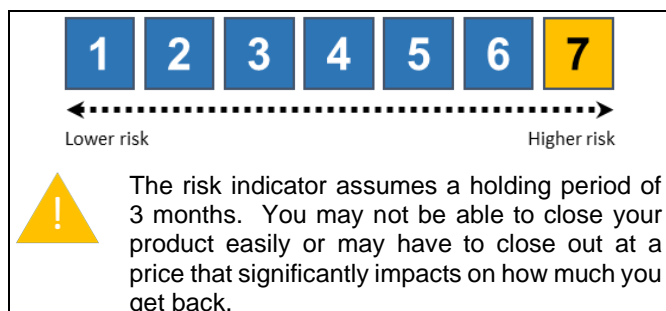 1 2 3 4 5 6 7
Lower risk Higher risk
!
The risk indicator assumes a holding period of
3 months. You may not be able to close your
product easily or may have to close out at a
price that significantly impacts on how much you
get back.